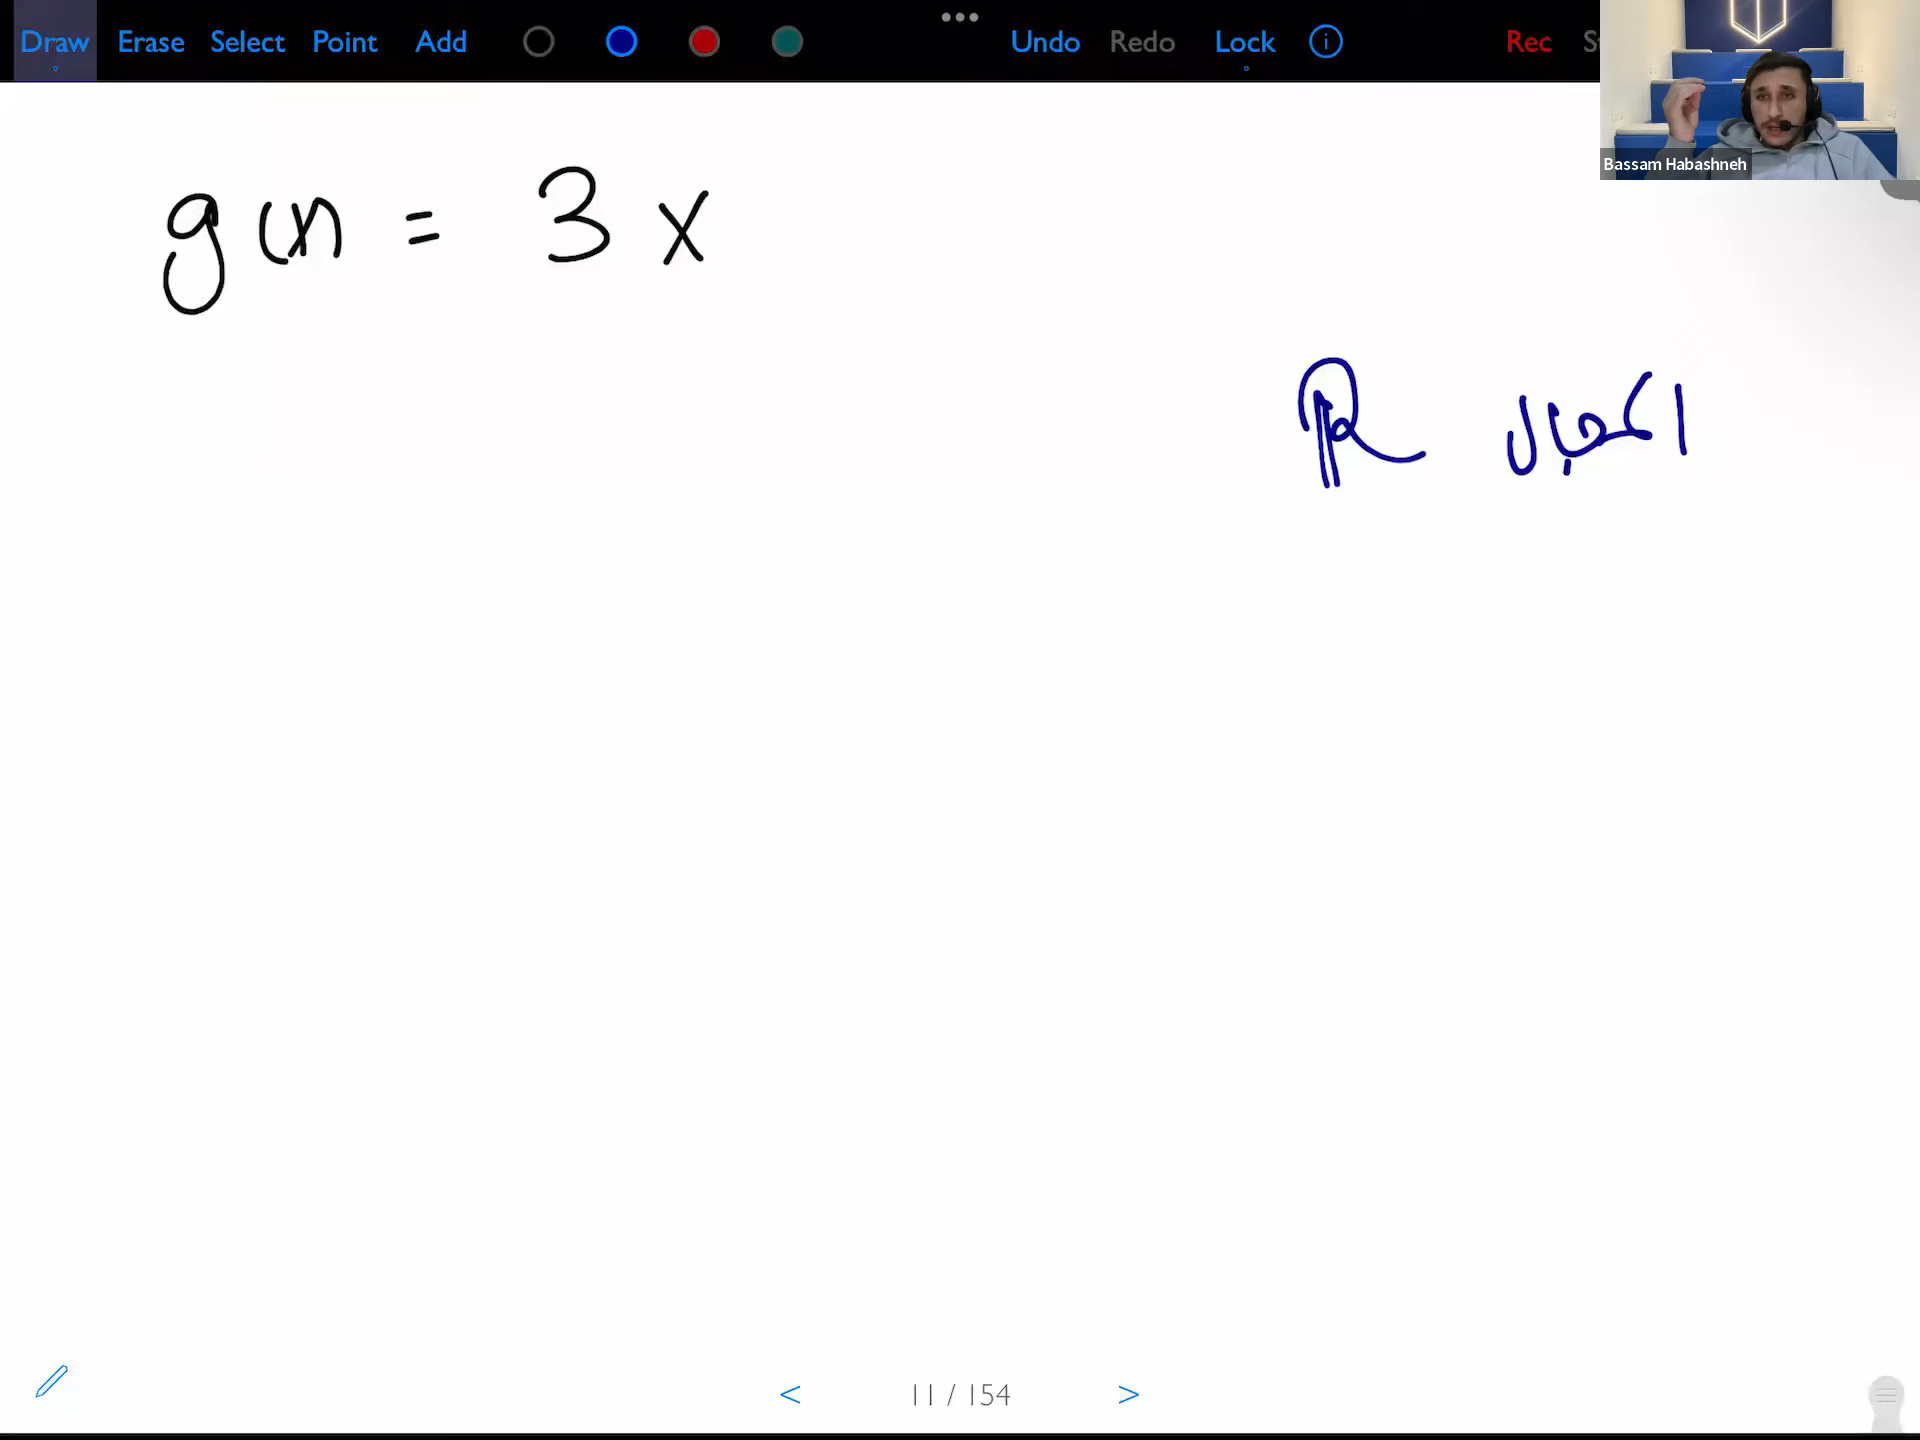 Draw Erase Select Point Add Undo Redo Lock i Rec
Bassam Habashneh
g(x) = 3x
المجال ℝ
< 11 / 154 >